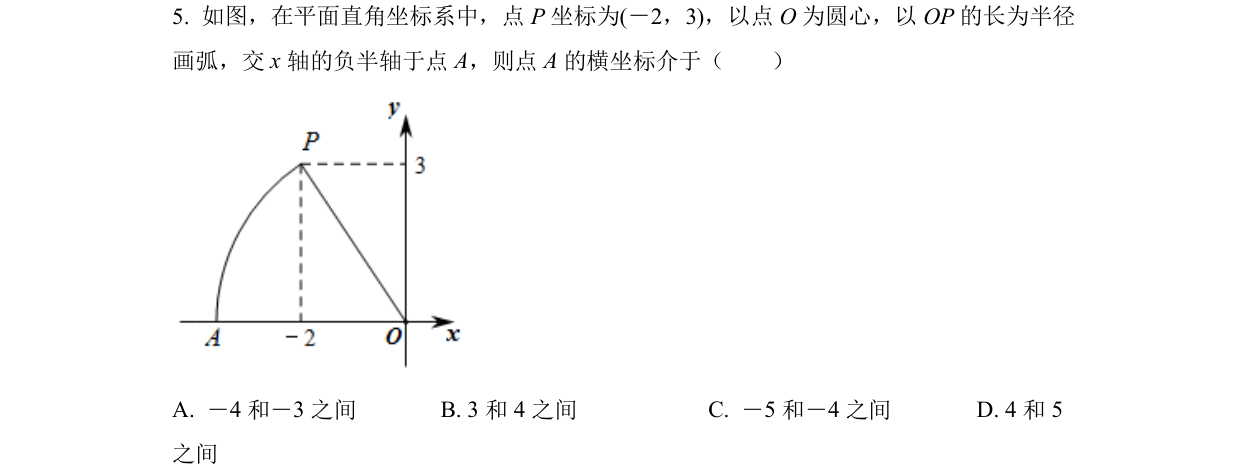 5. 如图，在平面直角坐标系中，点 P 坐标为(－2，3)，以点 O 为圆心，以 OP 的长为半径
画弧，交 x 轴的负半轴于点 A，则点 A 的横坐标介于（　　）
y
P
3
A
－2
O
x
A. －4 和－3 之间 B. 3 和 4 之间 C. －5 和－4 之间 D. 4 和 5
之间